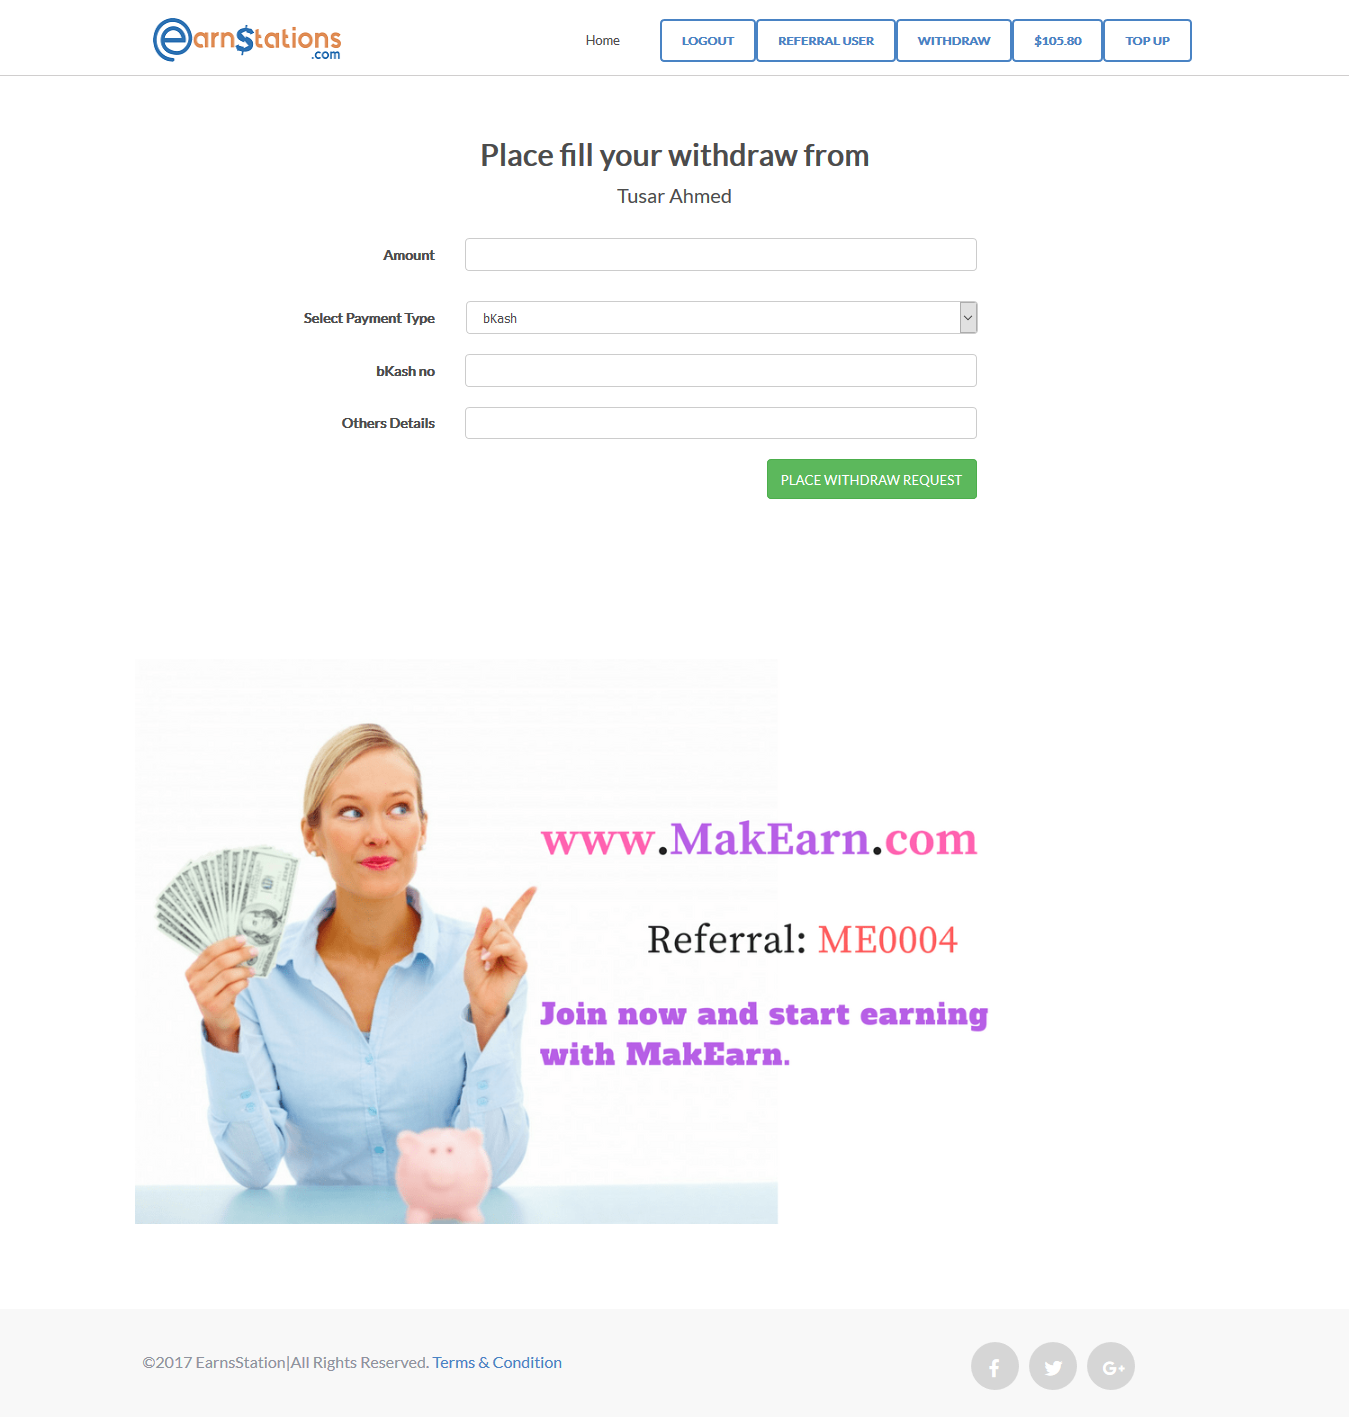 earn$tations
.com
Home
LOGOUT
REFERRAL USER
WITHDRAW
$105.80
TOP UP
Place fill your withdraw from
Tusar Ahmed
Amount
Select Payment Type
bKash
bKash no
Others Details
PLACE WITHDRAW REQUEST
www.MakEarn.com
Referral: ME0004
Join now and start earning
with MakEarn.
©2017 EarnsStation|All Rights Reserved. Terms & Condition
f
G+